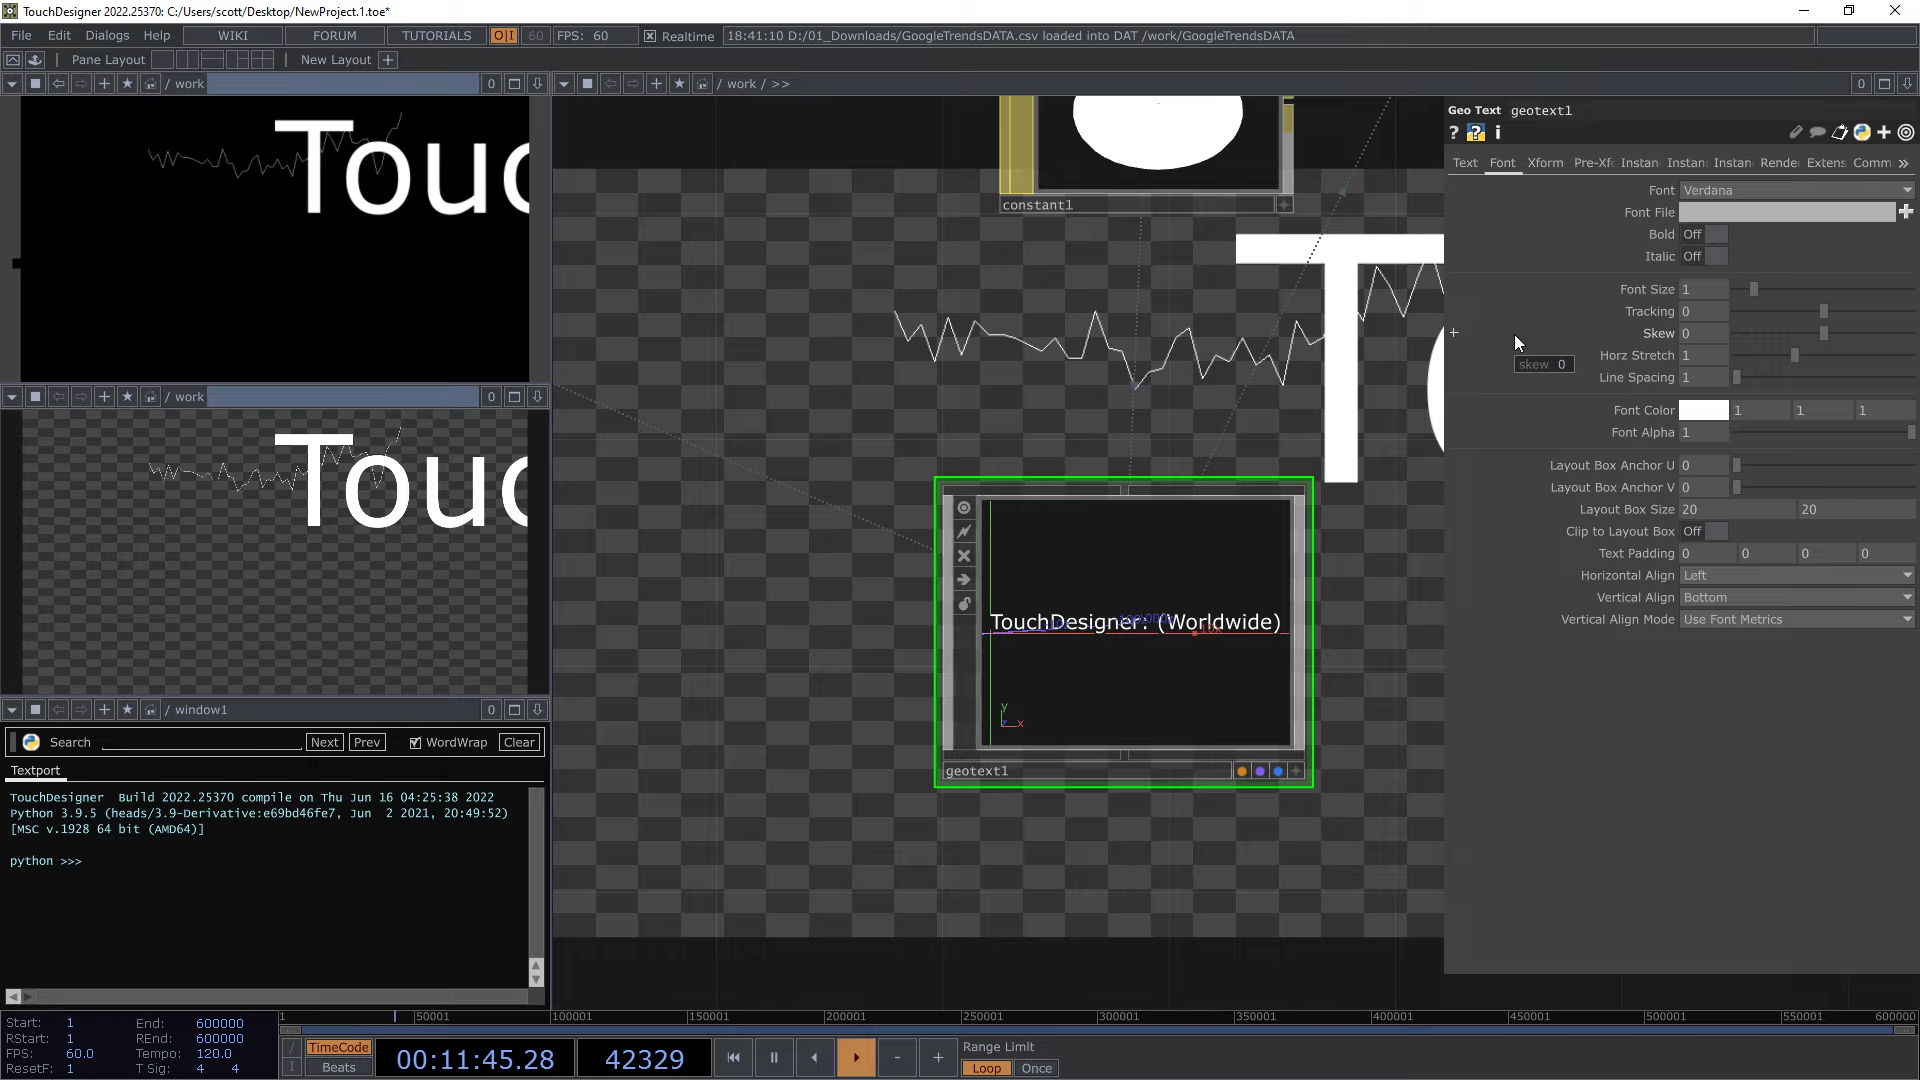 TouchDesigner 2022.25370: C:/Users/scott/Desktop/NewProject.1.toe*
File Edit Dialogs Help WIKI FORUM TUTORIALS O|I 60 FPS: 60 Realtime 18:41:10 D:/01_Downloads/GoogleTrendsDATA.csv loaded into DAT /work/GoogleTrendsDATA
Pane Layout New Layout +
/ work 0
/ work / >> 0
Touc
constant1
/ work 0
Touc
T
TouchDesigner: (Worldwide)
y
x
geotext1
/ window1 0
Search Next Prev WordWrap Clear
Textport
TouchDesigner  Build 2022.25370 compile on Thu Jun 16 04:25:38 2022
Python 3.9.5 (heads/3.9-Derivative:e69bd46fe7, Jun  2 2021, 20:49:52)
[MSC v.1928 64 bit (AMD64)]
python >>>
Geo Text geotext1
? ? i
Text Font Xform Pre-Xfo Instan Instan Instan Rende Extens Comm »
Font Verdana
Font File
Bold Off
Italic Off
Font Size 1
Tracking 0
Skew 0
skew 0
Horz Stretch 1
Line Spacing 1
Font Color 1 1 1
Font Alpha 1
Layout Box Anchor U 0
Layout Box Anchor V 0
Layout Box Size 20 20
Clip to Layout Box Off
Text Padding 0 0 0 0
Horizontal Align Left
Vertical Align Bottom
Vertical Align Mode Use Font Metrics
1 50001 100001 150001 200001 250001 300001 350001 400001 450001 500001 550001 600000
Start: 1 End: 600000
RStart: 1 REnd: 600000
FPS: 60.0 Tempo: 120.0
ResetF: 1 T Sig: 4 4
TimeCode
Beats
00:11:45.28 42329
- +
Range Limit
Loop Once